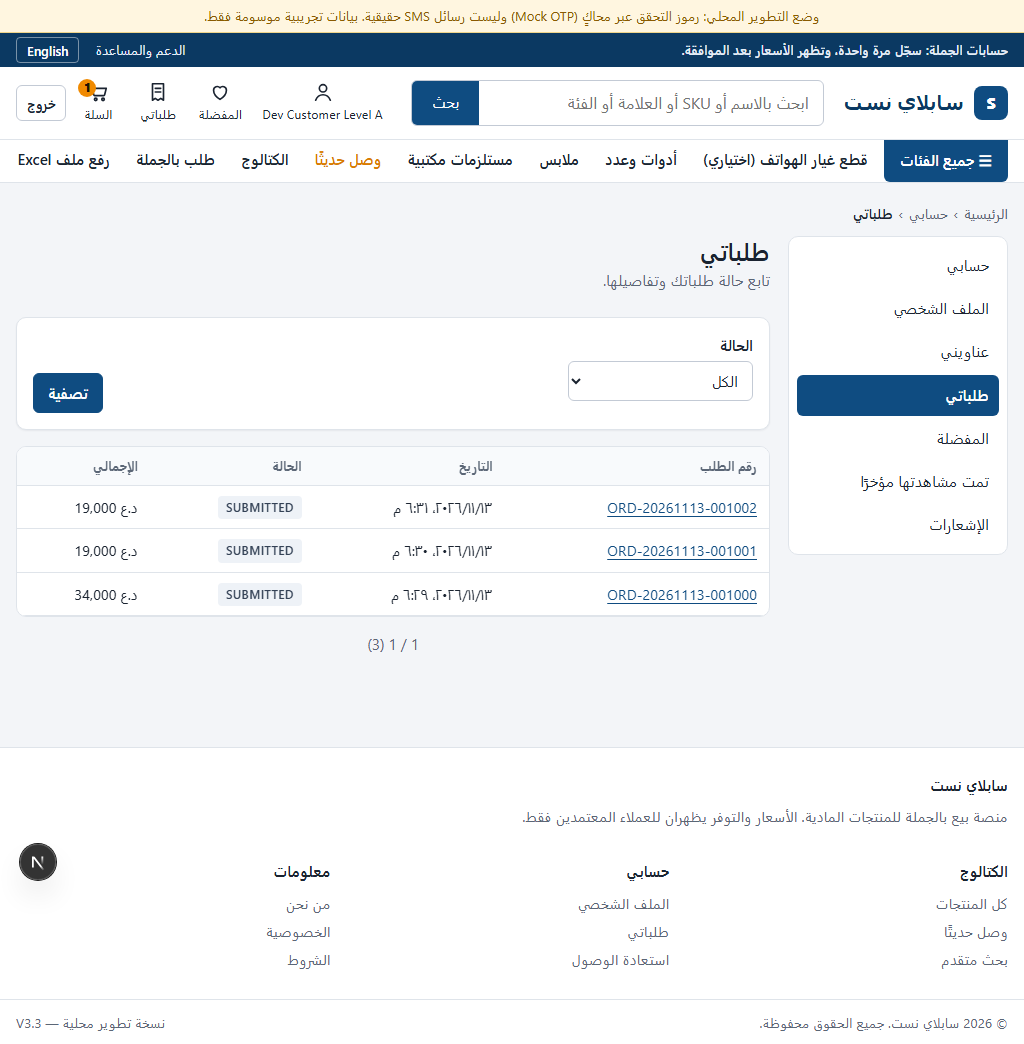 وضع التطوير المحلي: رموز التحقق عبر محاكٍ (Mock OTP) وليست رسائل SMS حقيقية. بيانات تجريبية موسومة فقط.
حسابات الجملة: سجّل مرة واحدة، وتظهر الأسعار بعد الموافقة.
الدعم والمساعدة
English
S
سابلاي نست
ابحث بالاسم أو SKU أو العلامة أو الفئة
بحث
Dev Customer Level A
المفضلة
طلباتي
1
السلة
خروج
☰ جميع الفئات
قطع غيار الهواتف (اختياري)
أدوات وعدد
ملابس
مستلزمات مكتبية
وصل حديثًا
الكتالوج
طلب بالجملة
رفع ملف Excel
الرئيسية › حسابي › طلباتي
حسابي
الملف الشخصي
عناويني
طلباتي
المفضلة
تمت مشاهدتها مؤخرًا
الإشعارات
طلباتي
تابع حالة طلباتك وتفاصيلها.
الحالة
الكل
تصفية
رقم الطلب التاريخ الحالة الإجمالي
ORD-20261113-001002 ١٣‏/١١‏/٢٠٢٦، ٦:٣١ م SUBMITTED 19,000 د.ع
ORD-20261113-001001 ١٣‏/١١‏/٢٠٢٦، ٦:٣٠ م SUBMITTED 19,000 د.ع
ORD-20261113-001000 ١٣‏/١١‏/٢٠٢٦، ٦:٢٩ م SUBMITTED 34,000 د.ع
1 / 1 (3)
سابلاي نست
منصة بيع بالجملة للمنتجات المادية. الأسعار والتوفر يظهران للعملاء المعتمدين فقط.
الكتالوج
كل المنتجات
وصل حديثًا
بحث متقدم
حسابي
الملف الشخصي
طلباتي
استعادة الوصول
معلومات
من نحن
الخصوصية
الشروط
N
© 2026 سابلاي نست. جميع الحقوق محفوظة.
نسخة تطوير محلية — V3.3